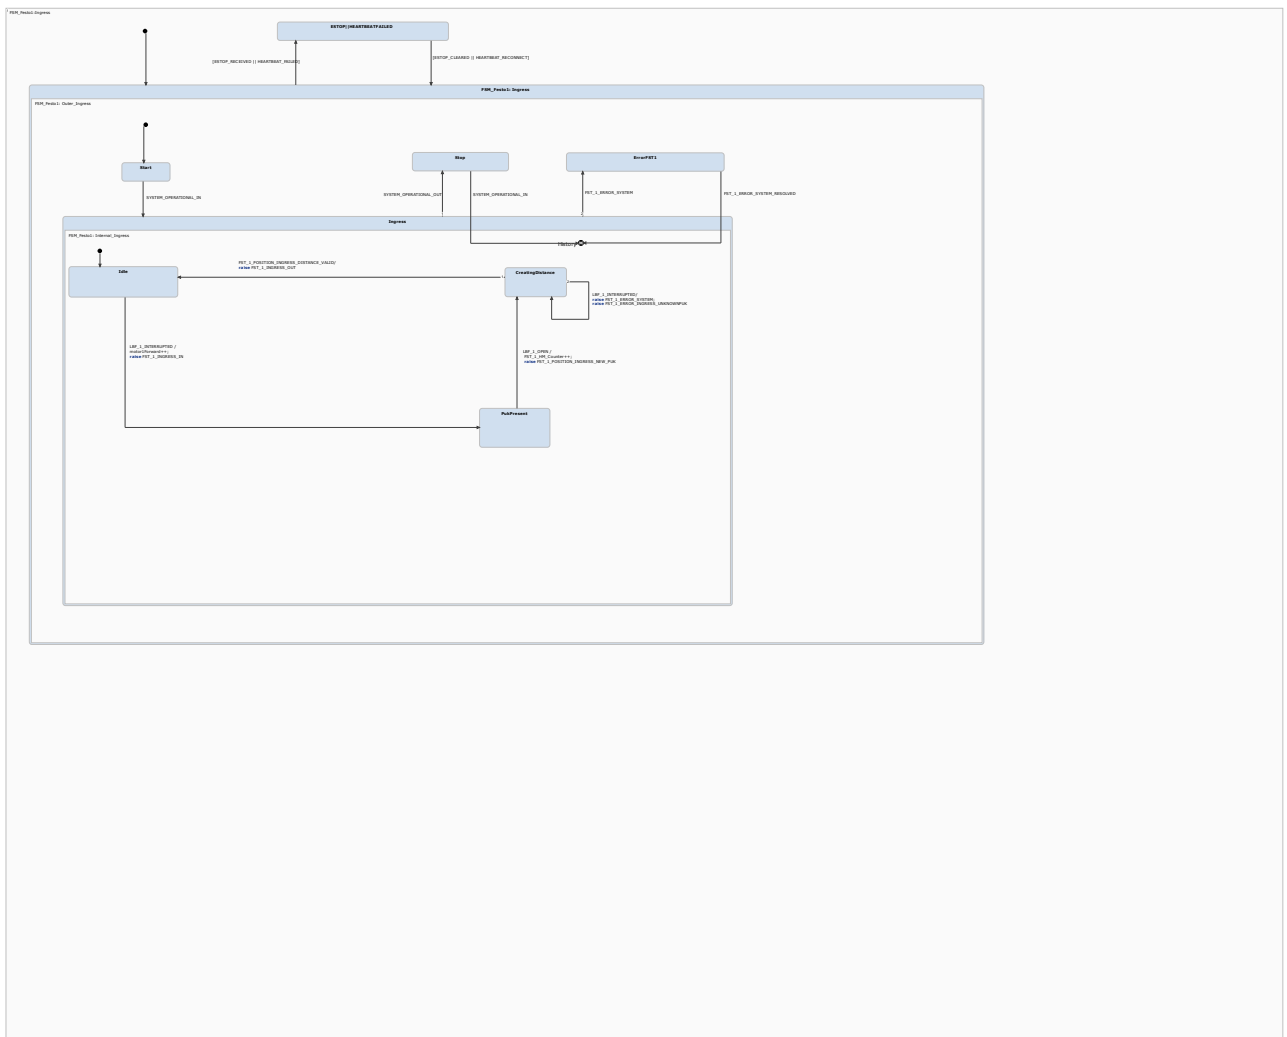 FSM_Festo1:Ingress
ESTOP||HEARTBEATFAILED
[ESTOP_RECEIVED || HEARTBEAT_FAILED]
[ESTOP_CLEARED || HEARTBEAT_RECONNECT]
FSM_Festo1: Ingress
FSM_Festo1: Outer_Ingress
Start
Stop
ErrorFST1
SYSTEM_OPERATIONAL_IN
SYSTEM_OPERATIONAL_OUT
SYSTEM_OPERATIONAL_IN
FST_1_ERROR_SYSTEM
FST_1_ERROR_SYSTEM_RESOLVED
Ingress
FSM_Festo1: Internal_Ingress
History
Idle
FST_1_POSITION_INGRESS_DISTANCE_VALID/
raise FST_1_INGRESS_OUT
CreatingDistance
LBF_1_INTERRUPTED/
raise FST_1_ERROR_SYSTEM;
raise FST_1_ERROR_INGRESS_UNKNOWNPUK
LBF_1_INTERRUPTED /
motor1forward++;
raise FST_1_INGRESS_IN
LBF_1_OPEN /
FST_1_HM_Counter++;
raise FST_1_POSITION_INGRESS_NEW_PUK
PukPresent